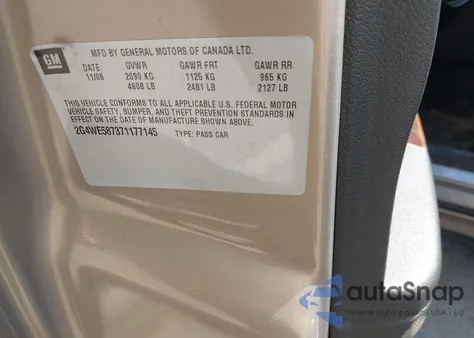 GM
MFD BY GENERAL MOTORS OF CANADA LTD.
DATE GVWR GAWR FRT GAWR RR
11/06 2090 KG 1125 KG 965 KG
4608 LB 2481 LB 2127 LB
THIS VEHICLE CONFORMS TO ALL APPLICABLE U.S. FEDERAL MOTOR
VEHICLE SAFETY, BUMPER, AND THEFT PREVENTION STANDARDS IN
EFFECT ON THE DATE OF MANUFACTURE SHOWN ABOVE.
2G4WE587371177145 TYPE: PASS CAR
autaSnap